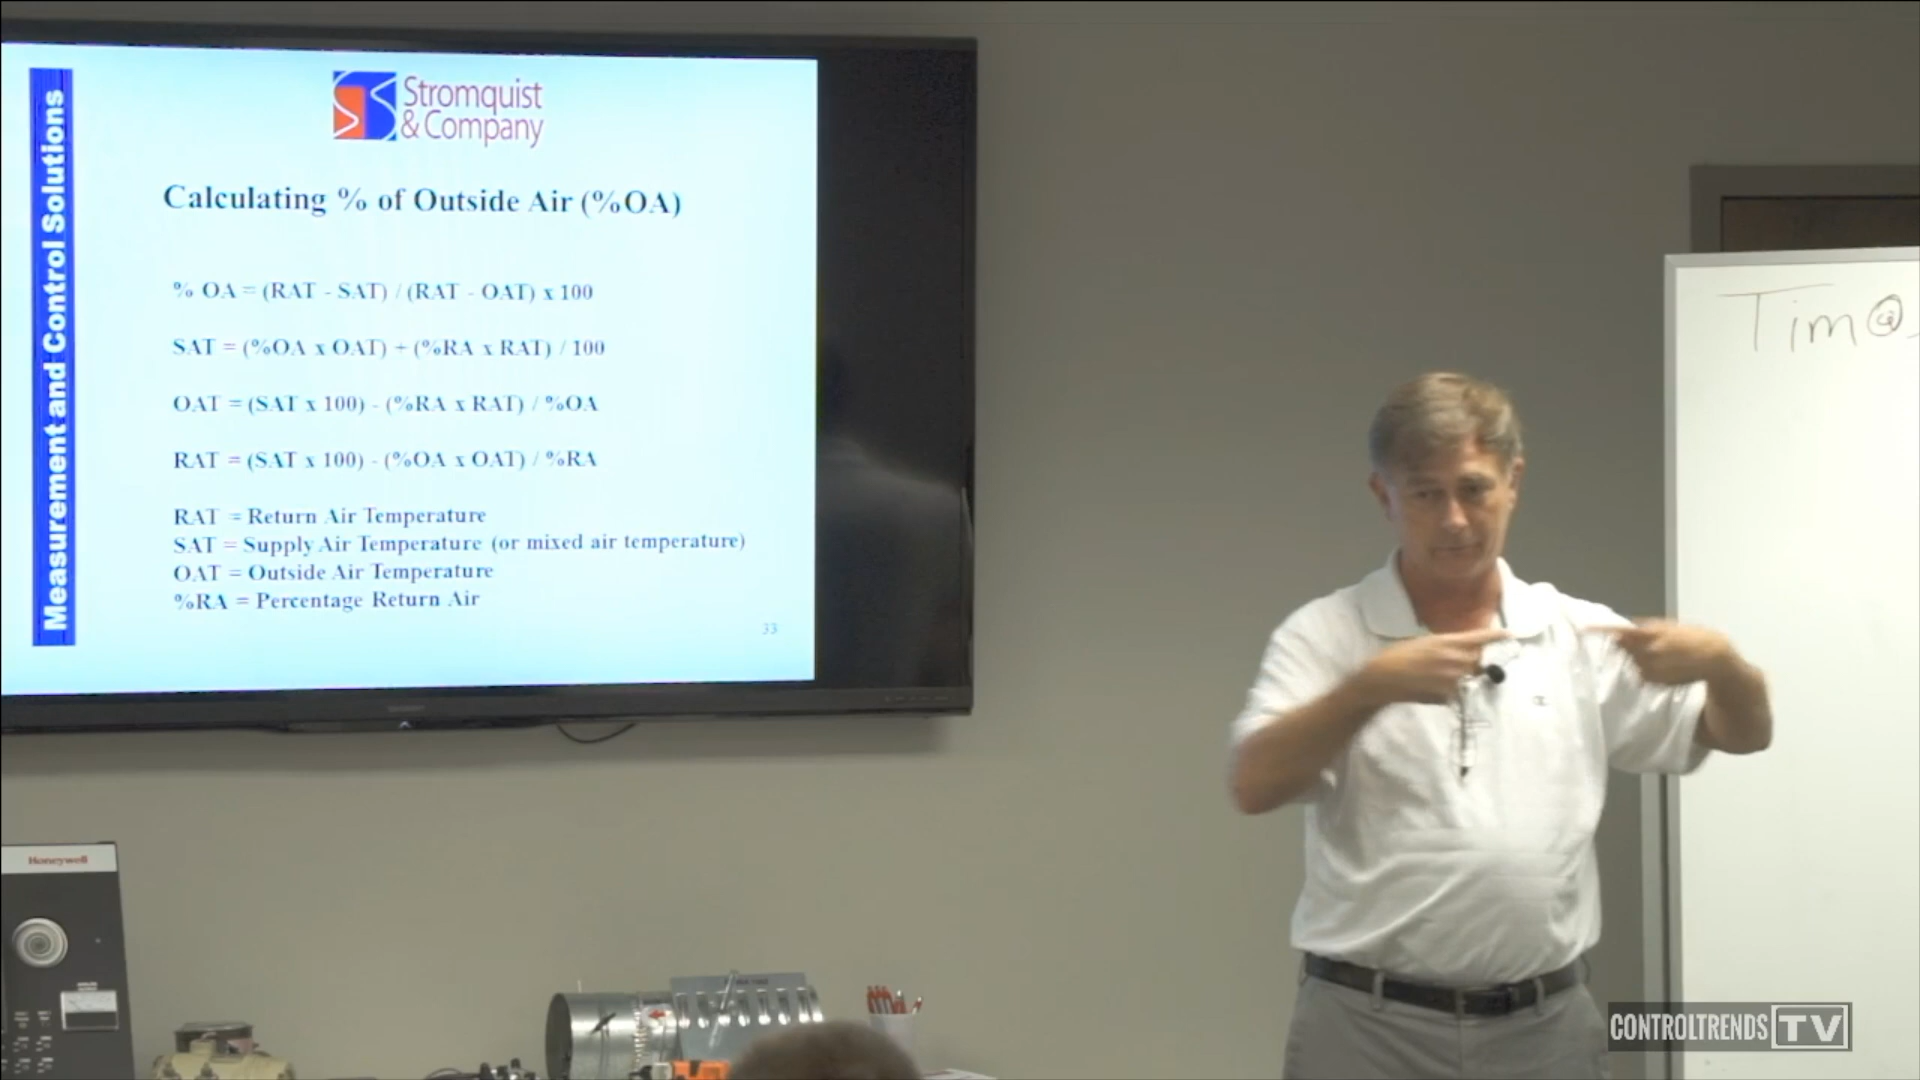 Measurement and Control Solutions
Stromquist
& Company
Calculating % of Outside Air (%OA)
% OA = (RAT - SAT) / (RAT - OAT) x 100
SAT = (%OA x OAT) + (%RA x RAT) / 100
OAT = (SAT x 100) - (%RA x RAT) / %OA
RAT = (SAT x 100) - (%OA x OAT) / %RA
RAT = Return Air Temperature
SAT = Supply Air Temperature (or mixed air temperature)
OAT = Outside Air Temperature
%RA = Percentage Return Air
33
Tim@
Honeywell
CONTROLTRENDS TV